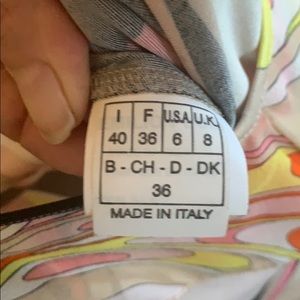 I F U.S.A. U.K.
40 36 6 8
B - CH - D - DK
36
MADE IN ITALY